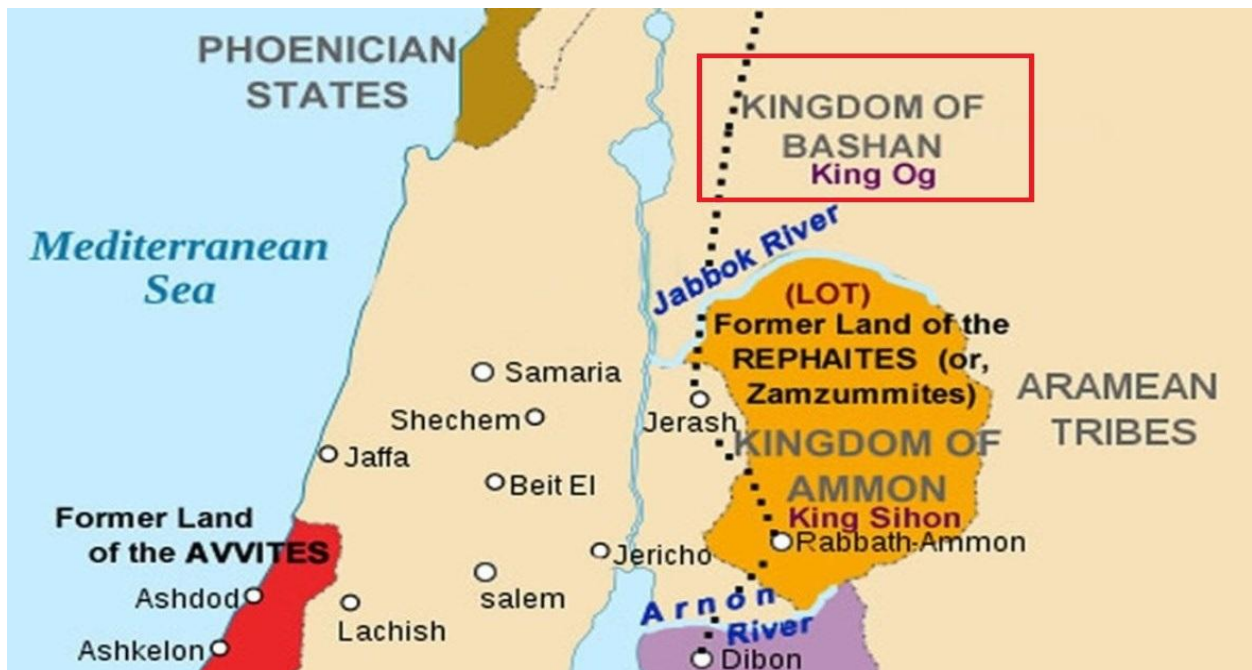 PHOENICIAN
STATES
KINGDOM OF
BASHAN
King Og
Mediterranean
Sea
Jabbok River
(LOT)
Former Land of the
REPHAITES (or,
Zamzummites)
ARAMEAN
TRIBES
Samaria
Shechem
Jerash
KINGDOM OF
AMMON
King Sihon
Jaffa
Beit El
Former Land
of the AVVITES
Jericho
Rabbath-Ammon
Ashdod
salem
Lachish
Arnon
River
Ashkelon
Dibon